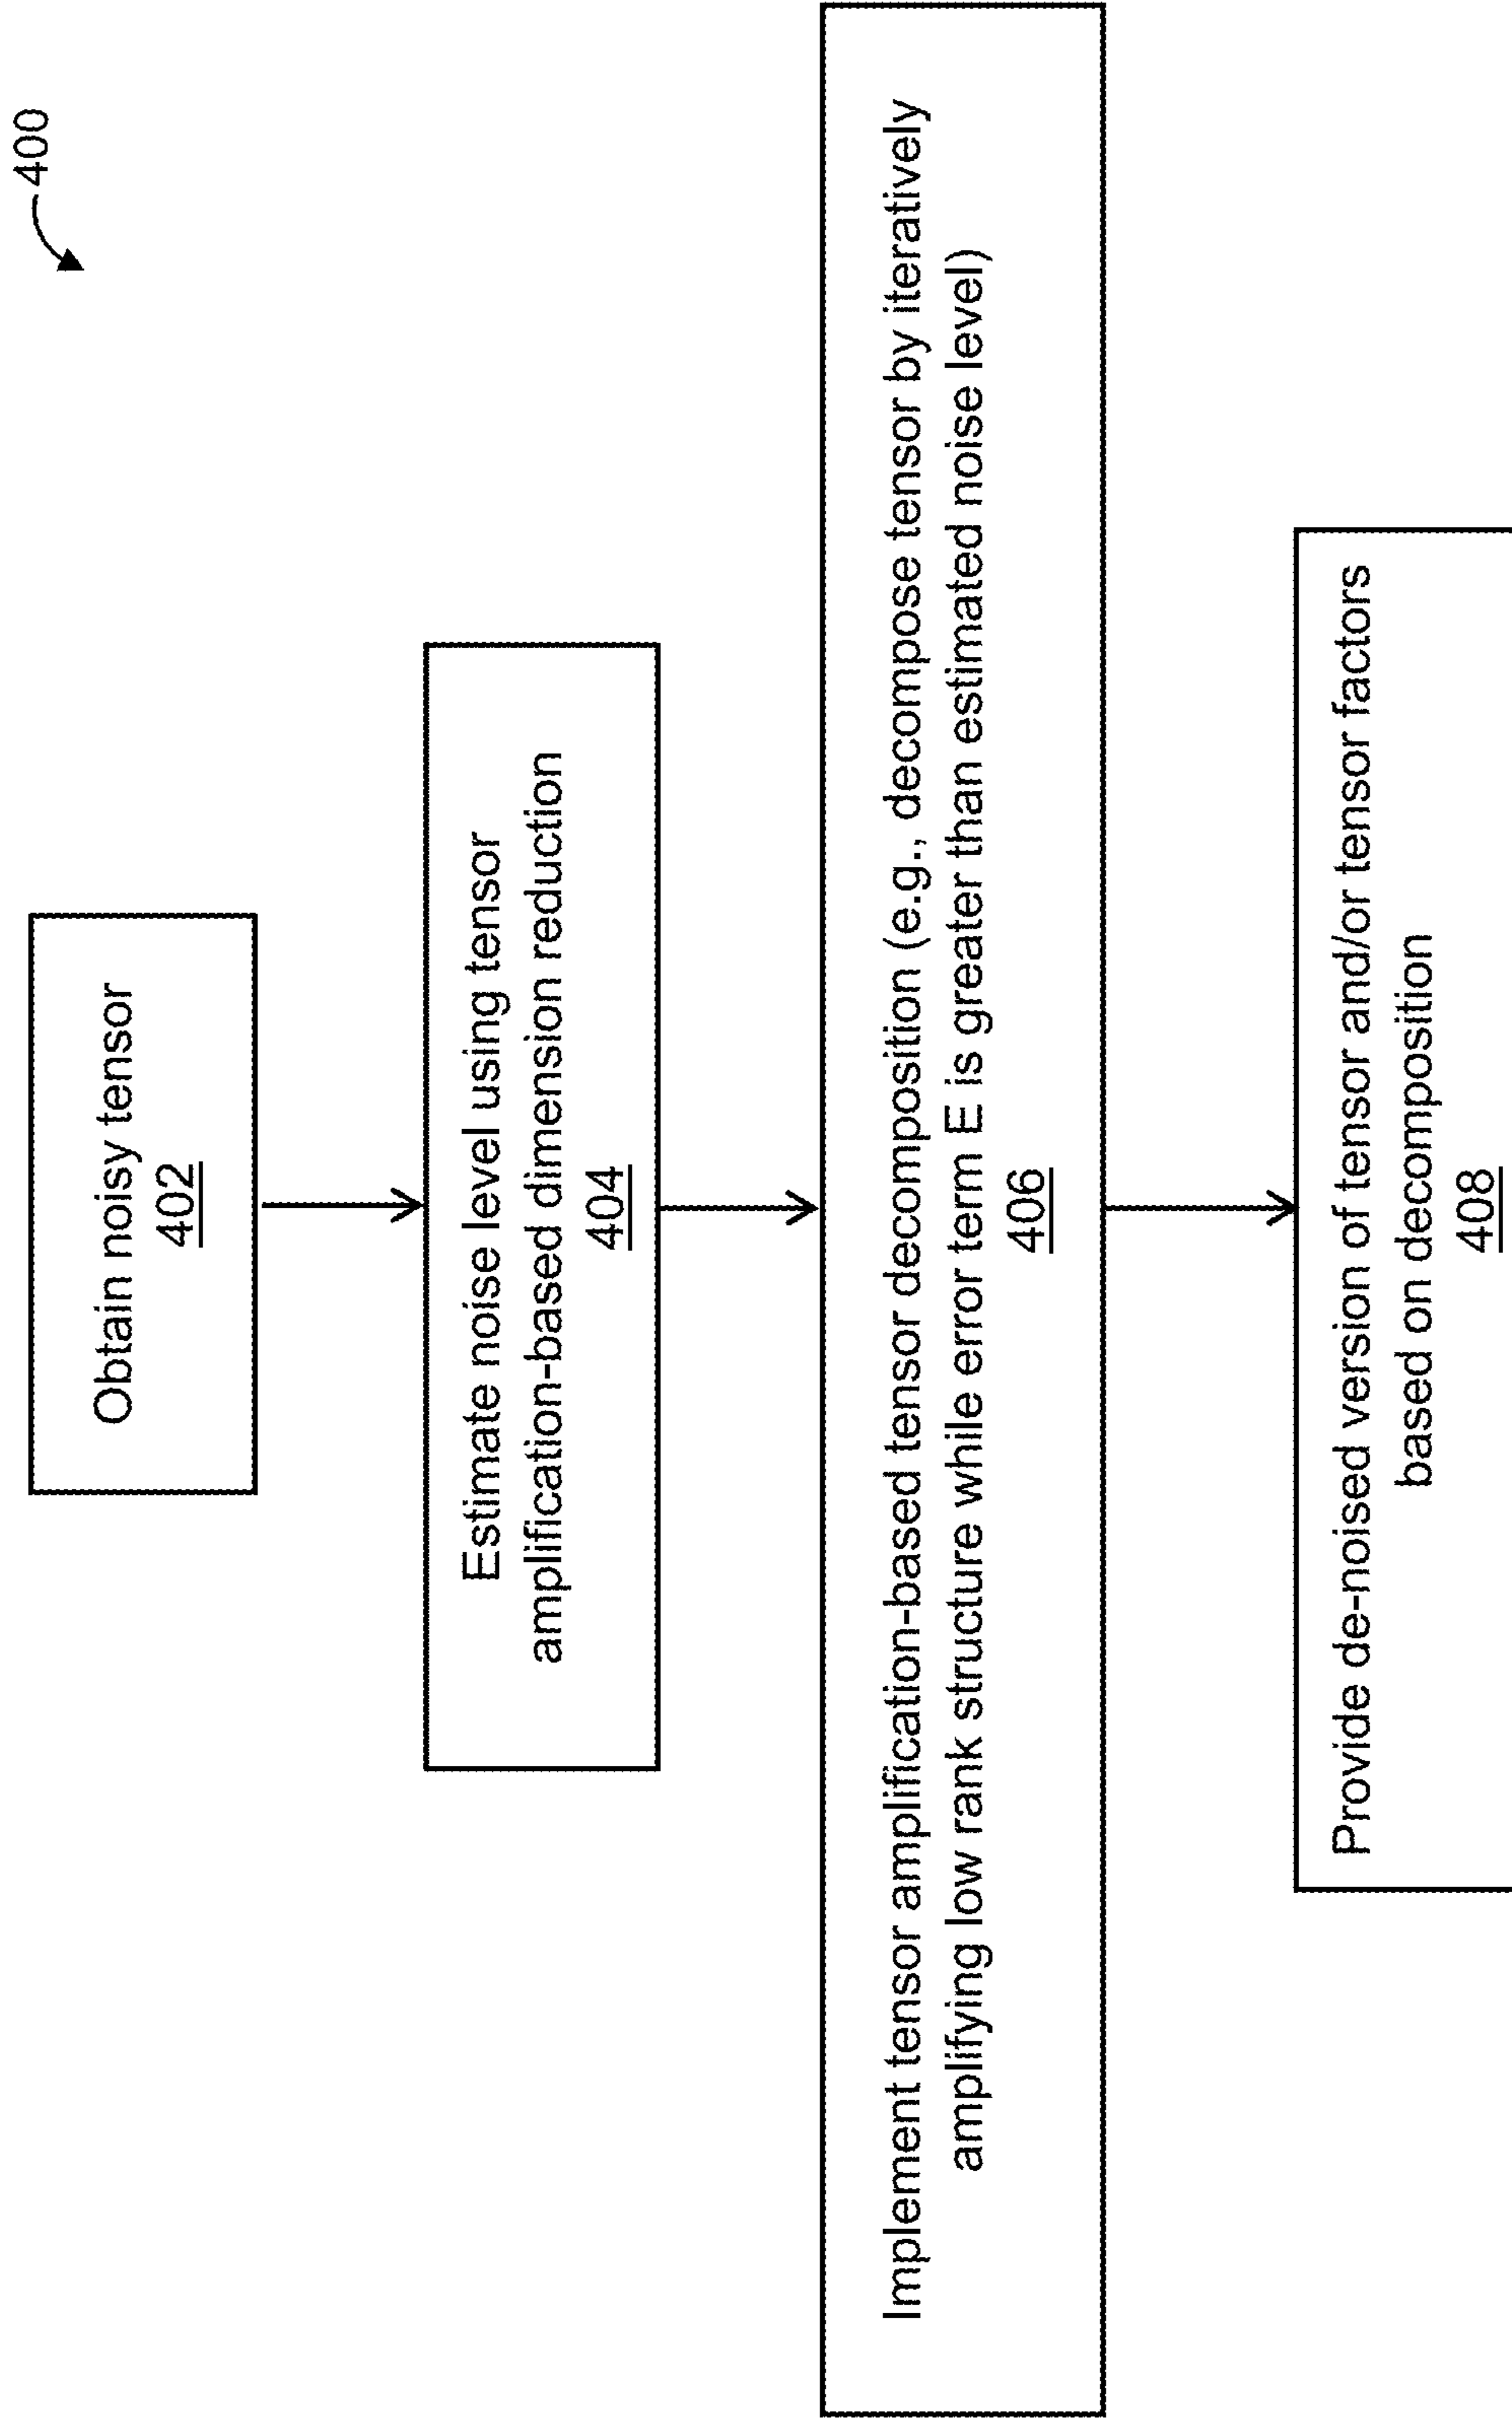 400
Obtain noisy tensor
402
Estimate noise level using tensor
amplification-based dimension reduction
404
Implement tensor amplification-based tensor decomposition (e.g., decompose tensor by iteratively
amplifying low rank structure while error term E is greater than estimated noise level)
406
Provide de-noised version of tensor and/or tensor factors
based on decomposition
408